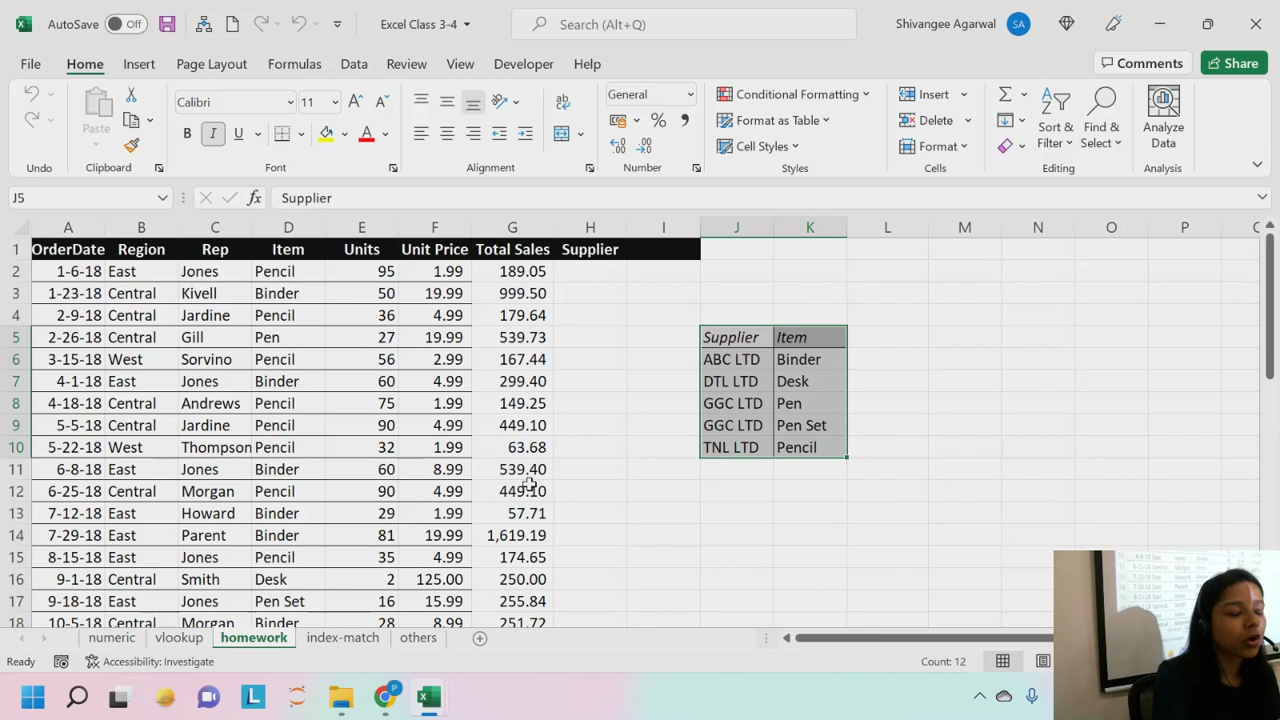 AutoSave Off Excel Class 3-4 Search (Alt+Q) Shivangee Agarwal SA
File Home Insert Page Layout Formulas Data Review View Developer Help Comments Share
Calibri 11 General Conditional Formatting Insert
Paste Format as Table Delete Sort & Find & Analyze
B I U Cell Styles Format Filter Select Data
Undo Clipboard Font Alignment Number Styles Cells Editing Analysis
J5 fx Supplier
A B C D E F G H I J K L M N O P
1 OrderDate Region Rep Item Units Unit Price Total Sales Supplier
2 1-6-18 East Jones Pencil 95 1.99 189.05
3 1-23-18 Central Kivell Binder 50 19.99 999.50
4 2-9-18 Central Jardine Pencil 36 4.99 179.64
5 2-26-18 Central Gill Pen 27 19.99 539.73 Supplier Item
6 3-15-18 West Sorvino Pencil 56 2.99 167.44 ABC LTD Binder
7 4-1-18 East Jones Binder 60 4.99 299.40 DTL LTD Desk
8 4-18-18 Central Andrews Pencil 75 1.99 149.25 GGC LTD Pen
9 5-5-18 Central Jardine Pencil 90 4.99 449.10 GGC LTD Pen Set
10 5-22-18 West Thompson Pencil 32 1.99 63.68 TNL LTD Pencil
11 6-8-18 East Jones Binder 60 8.99 539.40
12 6-25-18 Central Morgan Pencil 90 4.99 449.10
13 7-12-18 East Howard Binder 29 1.99 57.71
14 7-29-18 East Parent Binder 81 19.99 1,619.19
15 8-15-18 East Jones Pencil 35 4.99 174.65
16 9-1-18 Central Smith Desk 2 125.00 250.00
17 9-18-18 East Jones Pen Set 16 15.99 255.84
18 10-5-18 Central Morgan Binder 28 8.99 251.72
numeric vlookup homework index-match others
Ready Accessibility: Investigate Count: 12